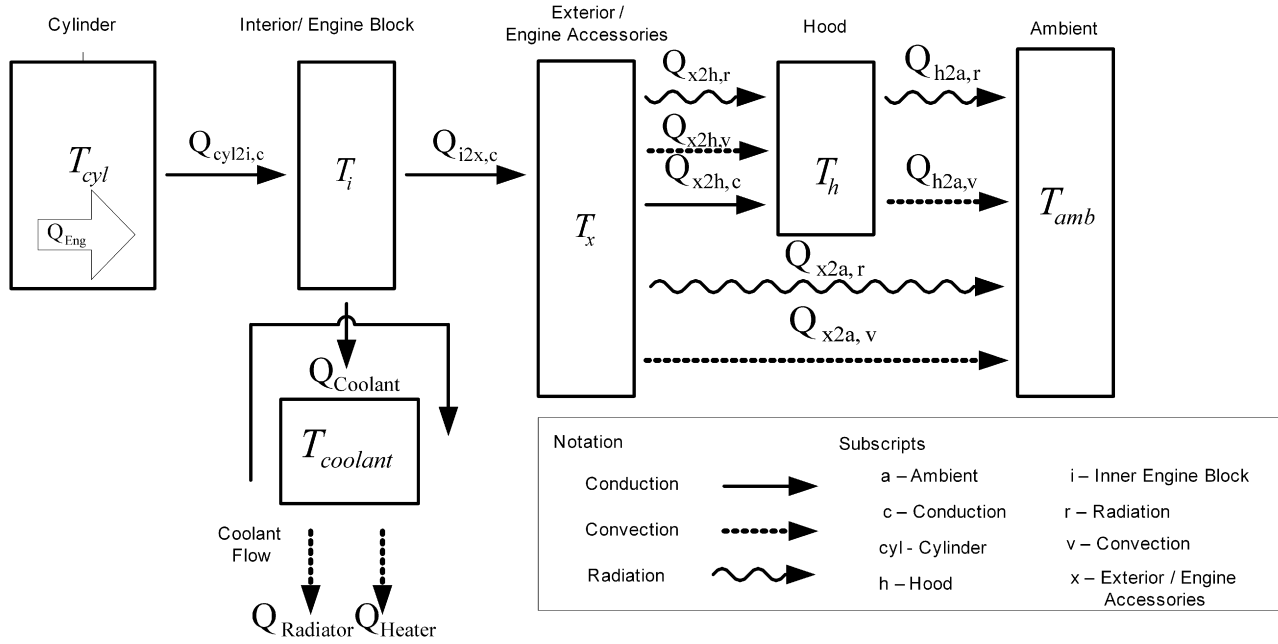 Cylinder
Interior/ Engine Block
Exterior /
Engine Accessories
Hood
Ambient
T_cyl
Q_Eng
Q_cyl2i,c
T_i
Q_i2x,c
T_x
Q_x2h,r
Q_x2h,v
Q_x2h,c
T_h
Q_h2a,r
Q_h2a,v
T_amb
Q_x2a,r
Q_x2a,v
Q_Coolant
T_coolant
Coolant
Flow
Q_Radiator
Q_Heater
Notation
Conduction
Convection
Radiation
Subscripts
a – Ambient
c – Conduction
cyl - Cylinder
h – Hood
i – Inner Engine Block
r – Radiation
v – Convection
x – Exterior / Engine
Accessories